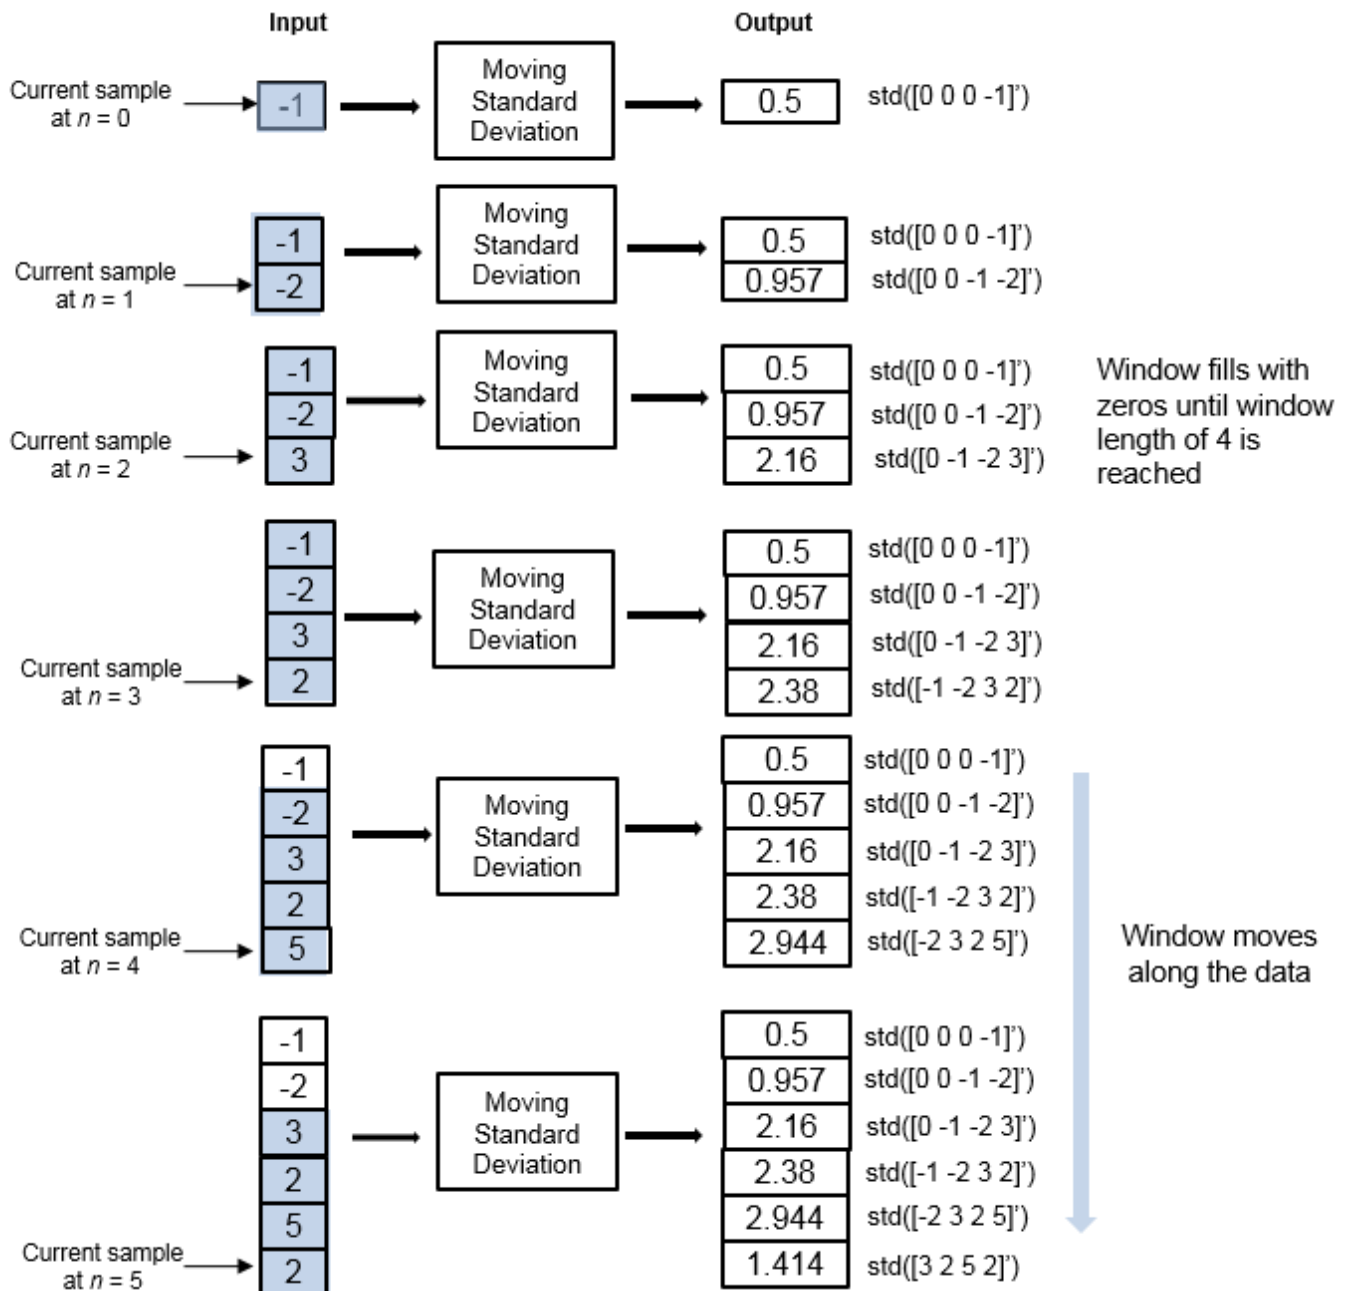 Input
Output
Current sample
at n = 0
-1
Moving
Standard
Deviation
0.5
std([0 0 0 -1]')
Current sample
at n = 1
-1
-2
Moving
Standard
Deviation
0.5
std([0 0 0 -1]')
0.957
std([0 0 -1 -2]')
Current sample
at n = 2
-1
-2
3
Moving
Standard
Deviation
0.5
std([0 0 0 -1]')
0.957
std([0 0 -1 -2]')
2.16
std([0 -1 -2 3]')
Window fills with
zeros until window
length of 4 is
reached
Current sample
at n = 3
-1
-2
3
2
Moving
Standard
Deviation
0.5
std([0 0 0 -1]')
0.957
std([0 0 -1 -2]')
2.16
std([0 -1 -2 3]')
2.38
std([-1 -2 3 2]')
Current sample
at n = 4
-1
-2
3
2
5
Moving
Standard
Deviation
0.5
std([0 0 0 -1]')
0.957
std([0 0 -1 -2]')
2.16
std([0 -1 -2 3]')
2.38
std([-1 -2 3 2]')
2.944
std([-2 3 2 5]')
Window moves
along the data
Current sample
at n = 5
-1
-2
3
2
5
2
Moving
Standard
Deviation
0.5
std([0 0 0 -1]')
0.957
std([0 0 -1 -2]')
2.16
std([0 -1 -2 3]')
2.38
std([-1 -2 3 2]')
2.944
std([-2 3 2 5]')
1.414
std([3 2 5 2]')